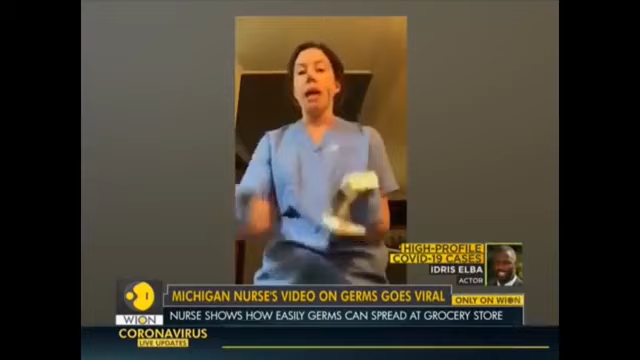 HIGH-PROFILE
COVID-19 CASES
IDRIS ELBA
ACTOR
MICHIGAN NURSE'S VIDEO ON GERMS GOES VIRAL
ONLY ON WION
WION
NURSE SHOWS HOW EASILY GERMS CAN SPREAD AT GROCERY STORE
CORONAVIRUS
LIVE UPDATES